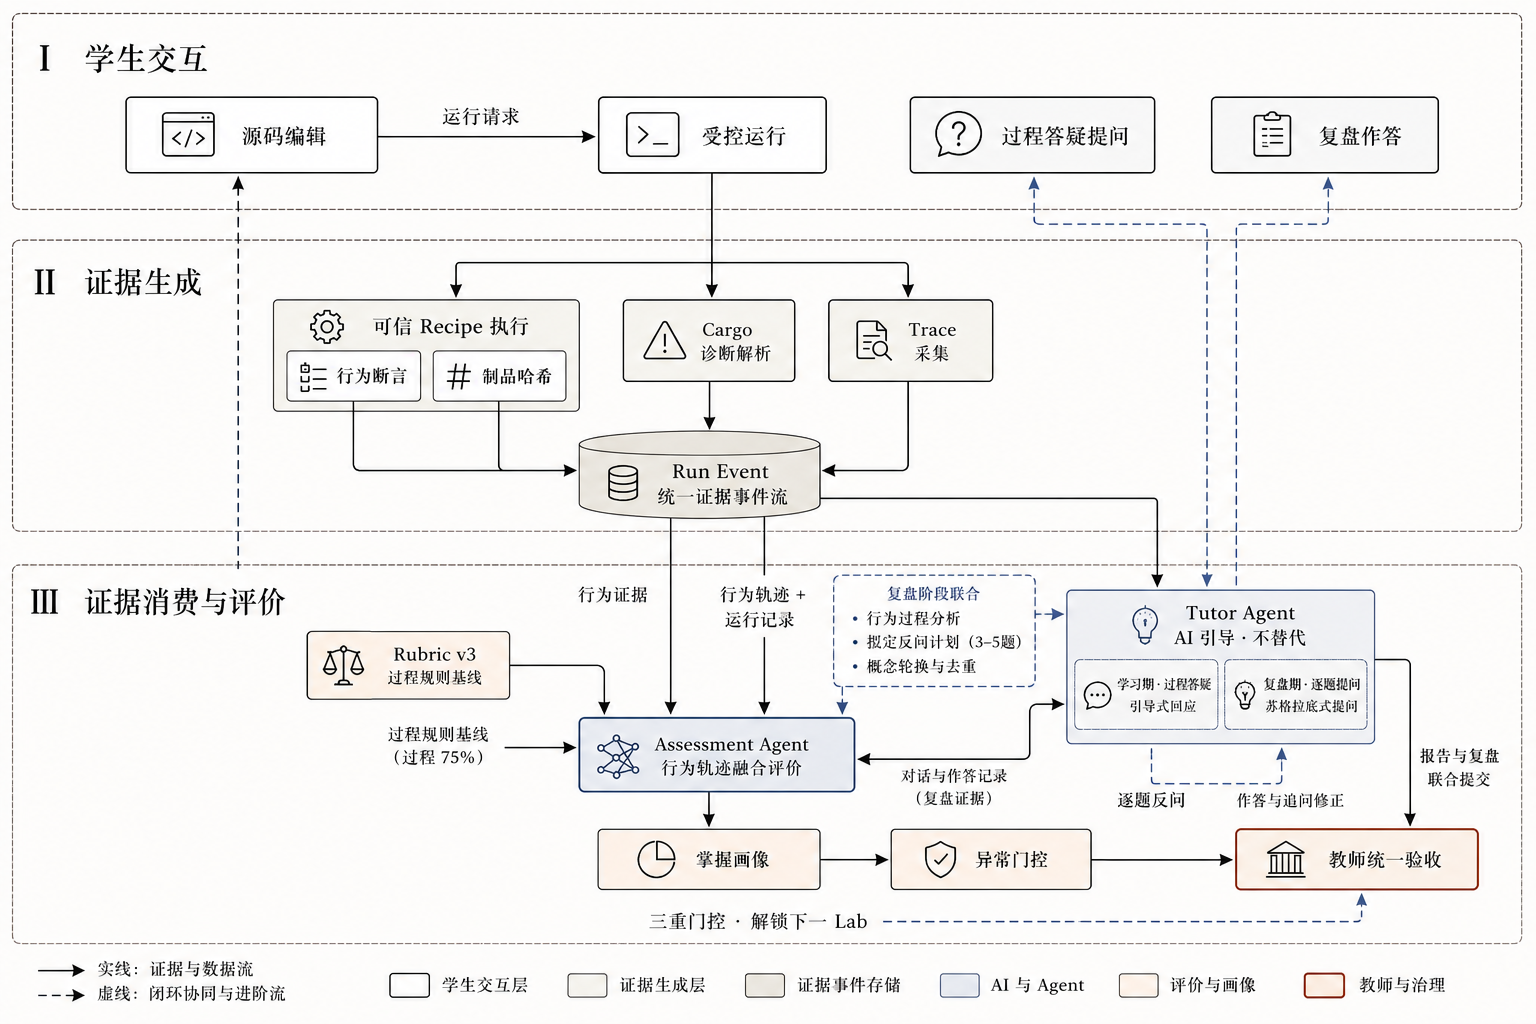 I 学生交互
源码编辑
运行请求
受控运行
过程答疑提问
复盘作答
II 证据生成
可信 Recipe 执行
行为断言
制品哈希
Cargo
诊断解析
Trace
采集
Run Event
统一证据事件流
III 证据消费与评价
行为证据
行为轨迹 +
运行记录
复盘阶段联合
• 行为过程分析
• 拟定反问计划（3–5题）
• 概念轮换与去重
Tutor Agent
AI 引导 · 不替代
学习期 · 过程答疑
引导式回应
复盘期 · 逐题提问
苏格拉底式提问
Rubric v3
过程规则基线
过程规则基线
（过程 75%）
Assessment Agent
行为轨迹融合评价
对话与作答记录
（复盘证据）
逐题反问
作答与追问修正
报告与复盘
联合提交
掌握画像
异常门控
教师统一验收
三重门控 · 解锁下一 Lab
实线：证据与数据流
虚线：闭环协同与进阶流
学生交互层
证据生成层
证据事件存储
AI 与 Agent
评价与画像
教师与治理